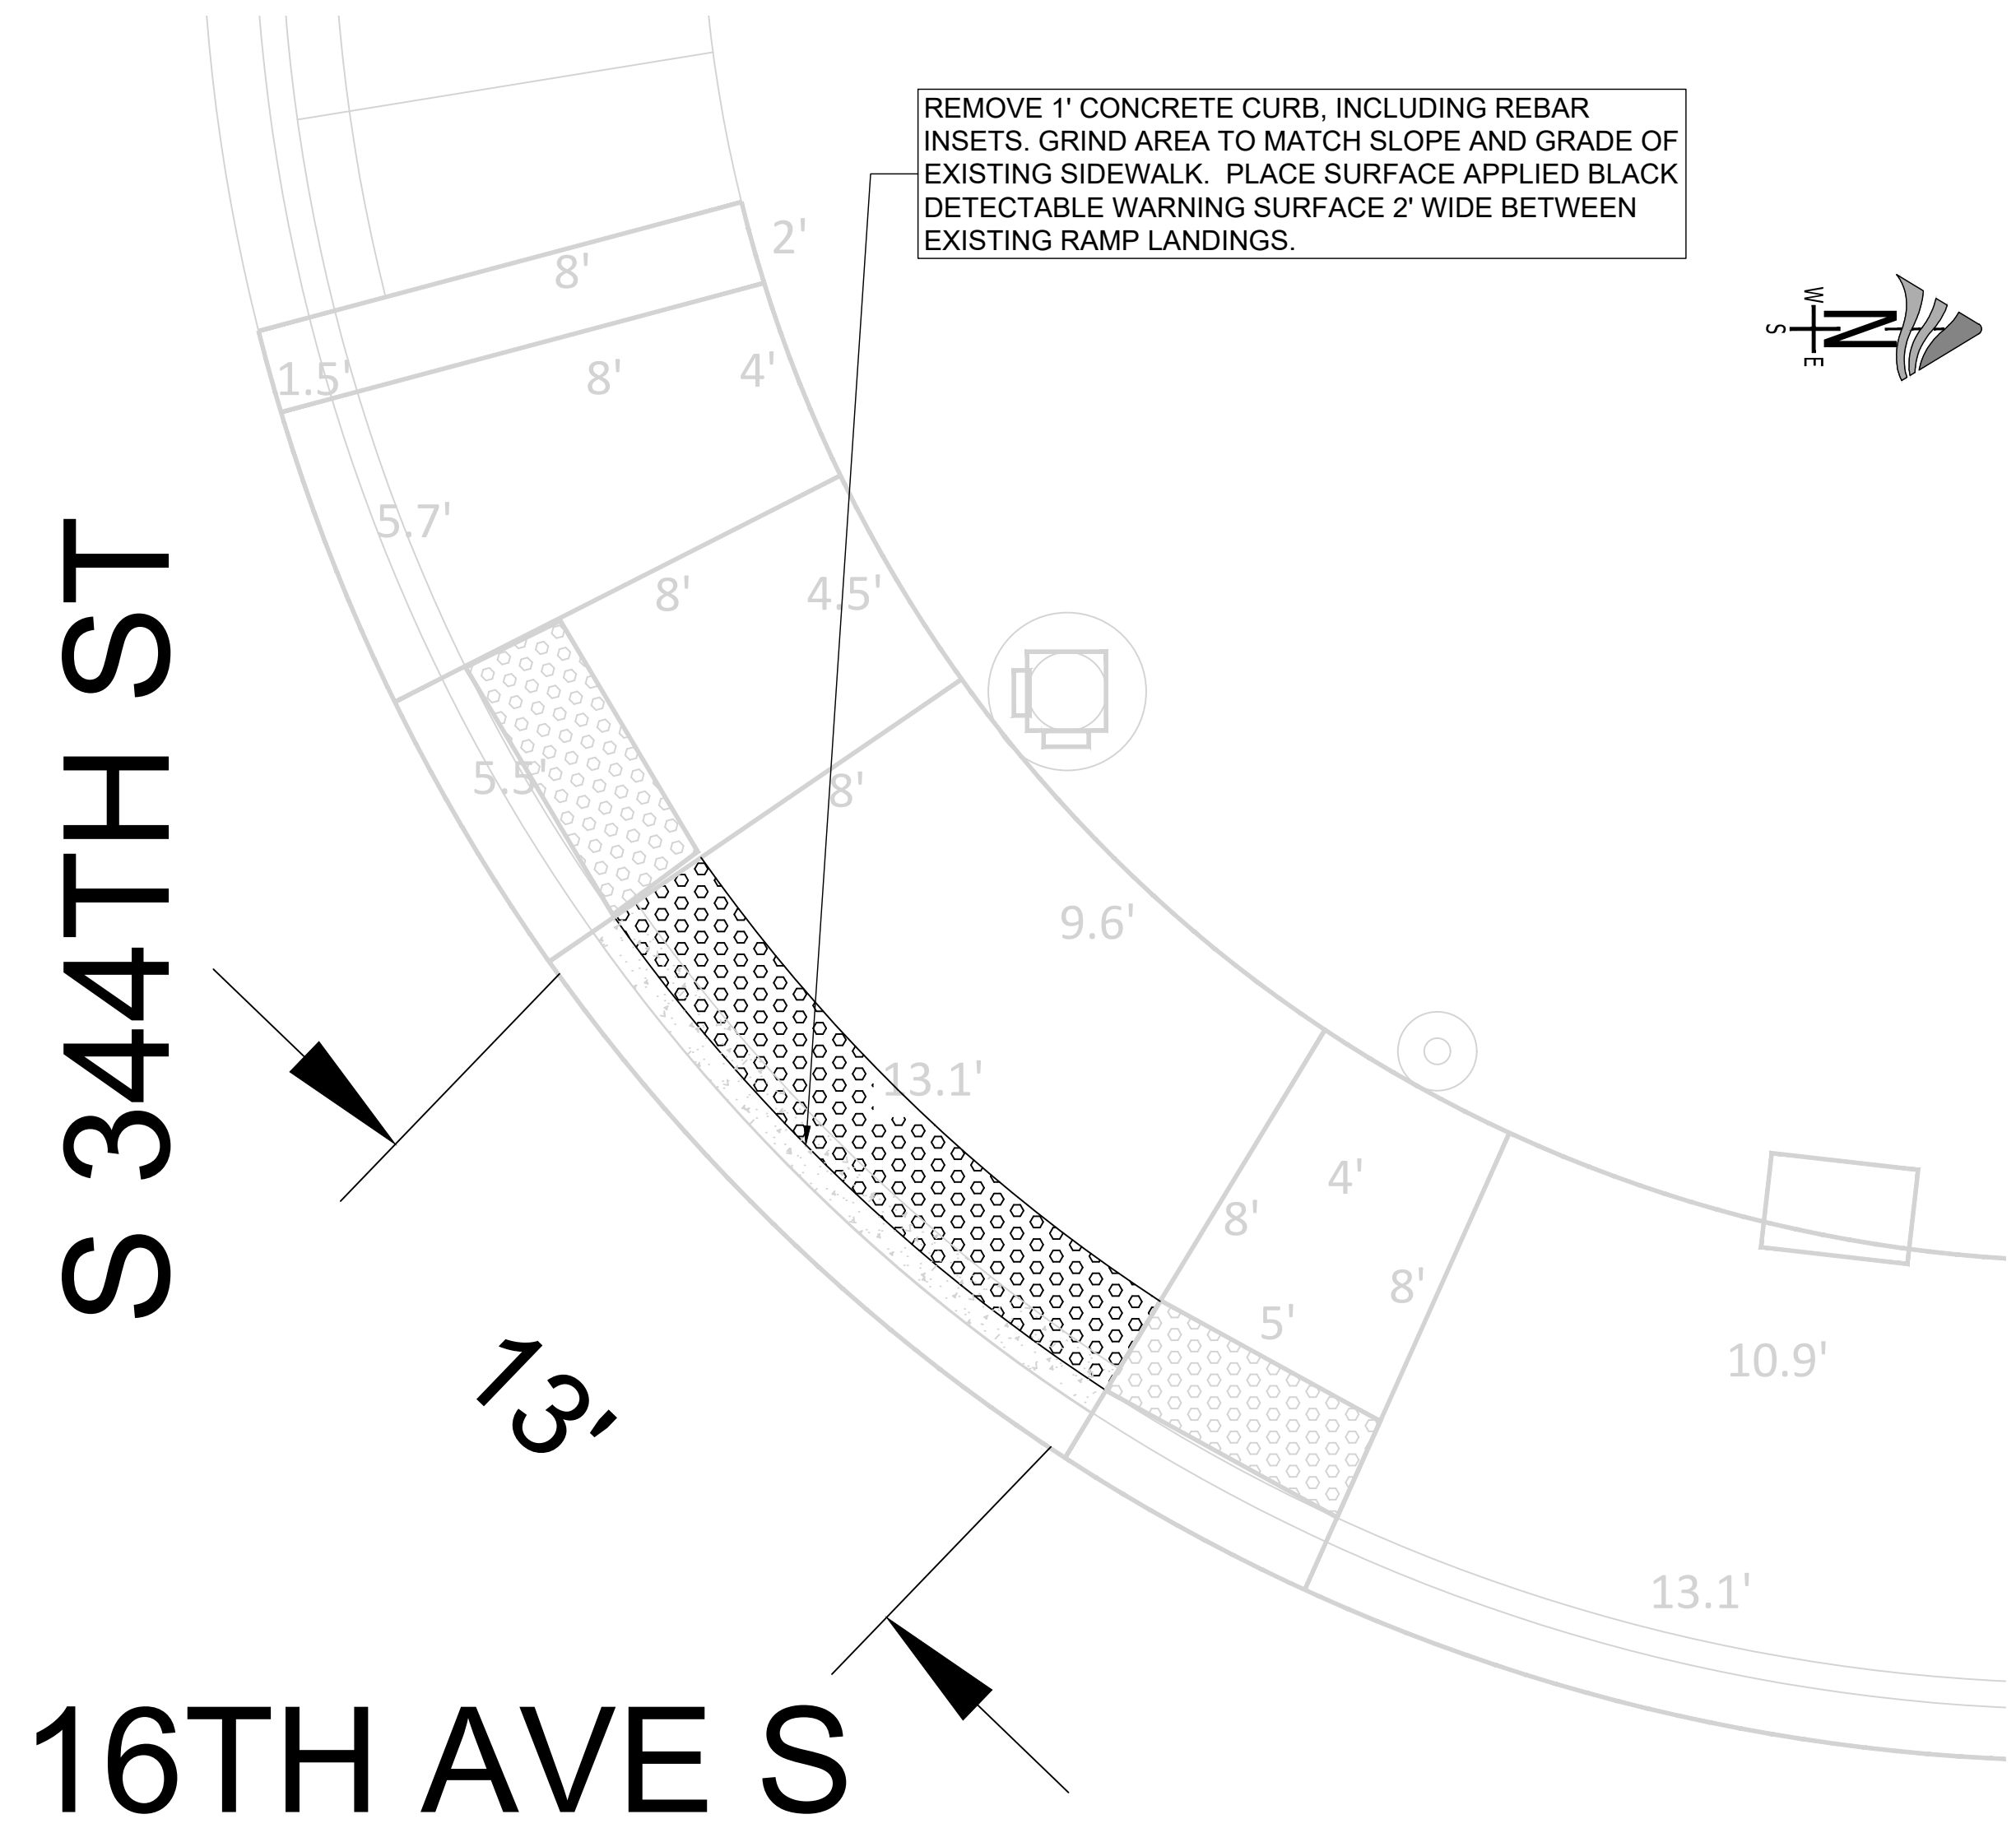 REMOVE 1' CONCRETE CURB, INCLUDING REBAR
INSETS. GRIND AREA TO MATCH SLOPE AND GRADE OF
EXISTING SIDEWALK.  PLACE SURFACE APPLIED BLACK
DETECTABLE WARNING SURFACE 2' WIDE BETWEEN
EXISTING RAMP LANDINGS.
2'
8'
1.5'
8'
4'
W
S
N
E
5.7'
8'
4.5'
5.5'
8'
9.6'
13.1'
4'
8'
8'
5'
10.9'
13.1'
S 344TH ST
13'
16TH AVE S